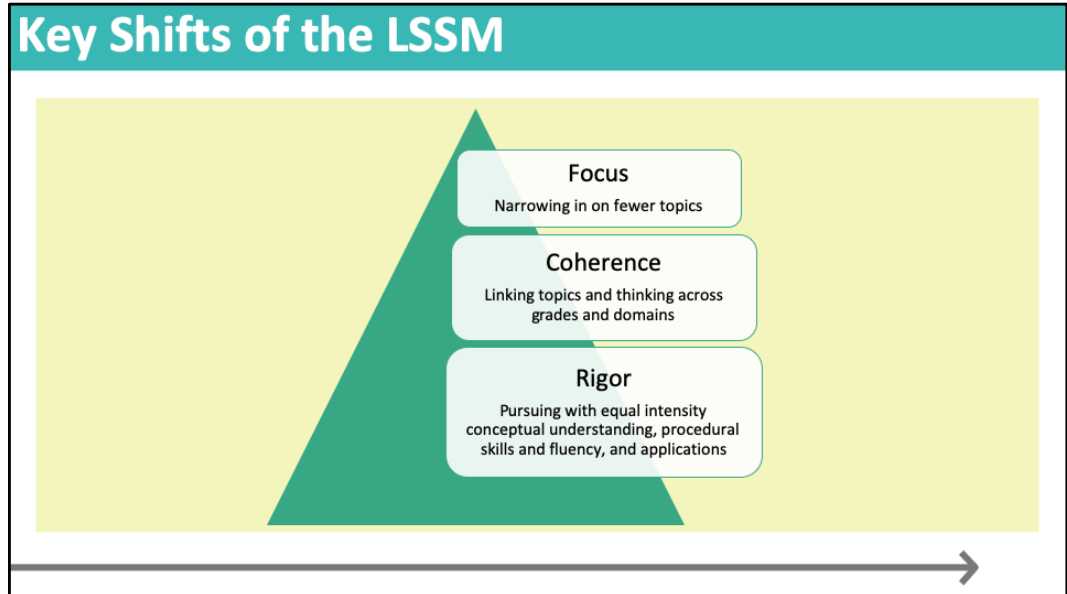 Key Shifts of the LSSM
Focus
Narrowing in on fewer topics
Coherence
Linking topics and thinking across
grades and domains
Rigor
Pursuing with equal intensity
conceptual understanding, procedural
skills and fluency, and applications